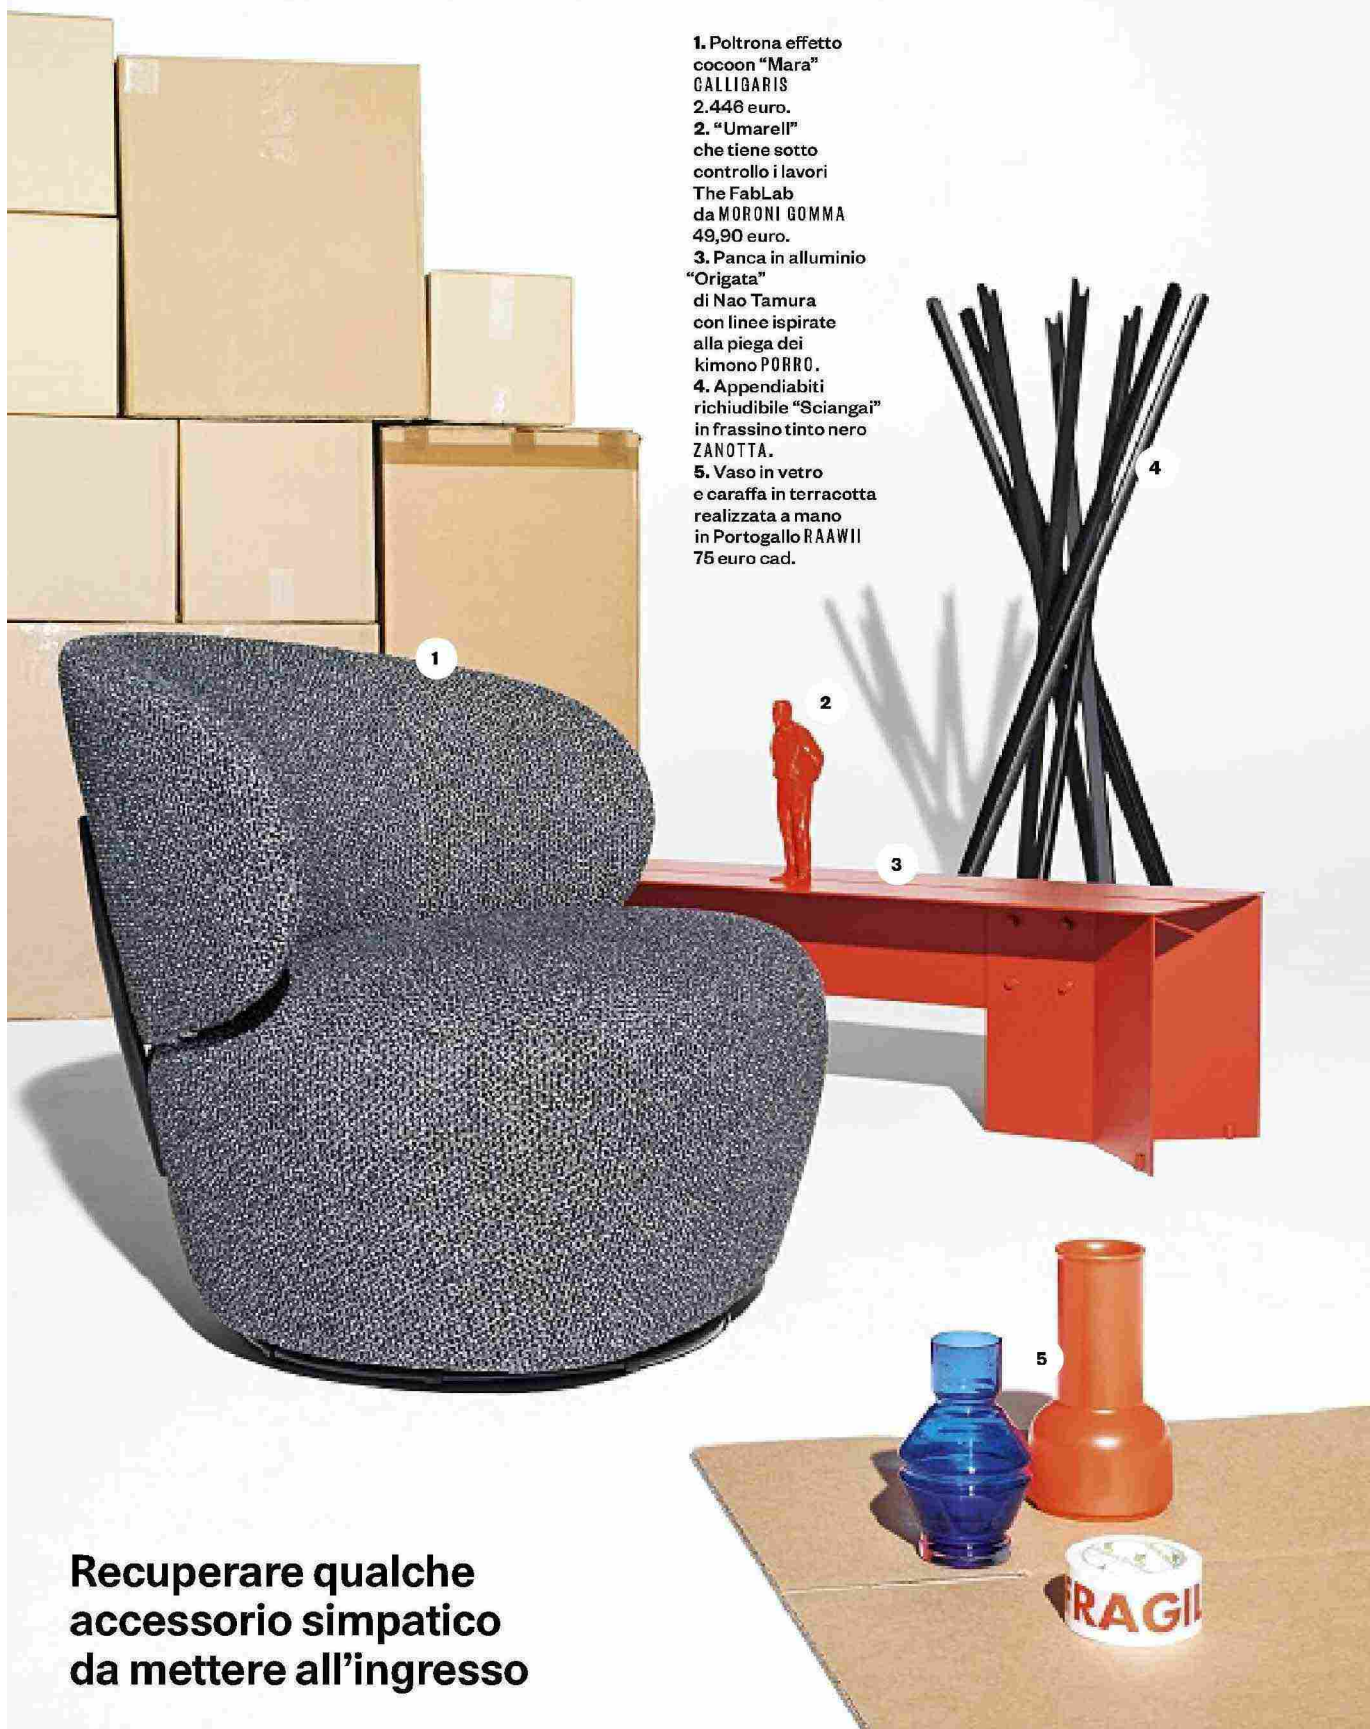 1. Poltrona effetto
cocoon “Mara”
CALLIGARIS
2.446 euro.
2. “Umarell”
che tiene sotto
controllo i lavori
The FabLab
da MORONI GOMMA
49,90 euro.
3. Panca in alluminio
“Origata”
di Nao Tamura
con linee ispirate
alla piega dei
kimono PORRO.
4. Appendiabiti
richiudibile “Sciangai”
in frassino tinto nero
ZANOTTA.
5. Vaso in vetro
e caraffa in terracotta
realizzata a mano
in Portogallo RAAWII
75 euro cad.
4
1
2
3
5
FRAGIL
Recuperare qualche
accessorio simpatico
da mettere all’ingresso